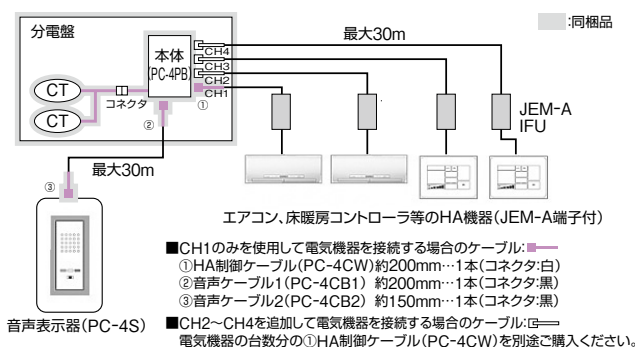 :同梱品
分電盤
最大30m
本体
(PC-4PB)
CH4
CH3
CH2
CH1
CT
CT
コネクタ
①
②
JEM-A
IFU
最大30m
③
エアコン、床暖房コントローラ等のHA機器(JEM-A端子付)
音声表示器(PC-4S)
■CH1のみを使用して電気機器を接続する場合のケーブル:
①HA制御ケーブル(PC-4CW)約200mm…1本(コネクタ:白)
②音声ケーブル1(PC-4CB1) 約200mm…1本(コネクタ:黒)
③音声ケーブル2(PC-4CB2) 約150mm…1本(コネクタ:黒)
■CH2〜CH4を追加して電気機器を接続する場合のケーブル:
電気機器の台数分の①HA制御ケーブル(PC-4CW)を別途ご購入ください。